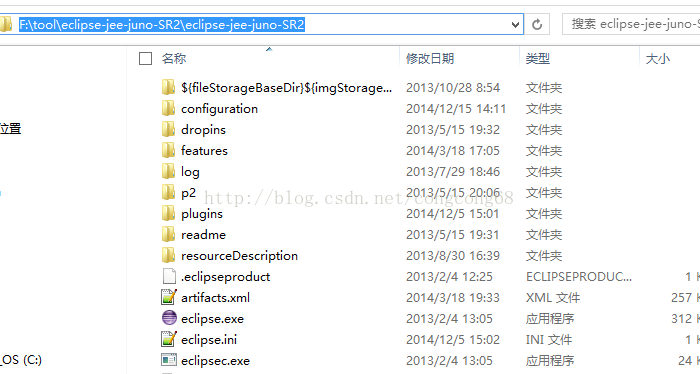 F:\tool\eclipse-jee-juno-SR2\eclipse-jee-juno-SR2 搜索 eclipse-jee-juno-S
名称 修改日期 类型 大小
${fileStorageBaseDir}${imgStorage... 2013/10/28 8:54 文件夹
configuration 2014/12/15 14:11 文件夹
位置 dropins 2013/5/15 19:32 文件夹
features 2014/3/18 17:05 文件夹
log 2013/7/29 18:46 文件夹
p2 2013/5/15 20:06 文件夹
http://blog.csdn.net/congcong68
plugins 2014/12/5 15:01 文件夹
readme 2013/5/15 19:31 文件夹
resourceDescription 2013/8/30 16:39 文件夹
.eclipseproduct 2013/2/4 12:25 ECLIPSEPRODUC... 1 K
artifacts.xml 2014/3/18 19:33 XML 文件 257 K
eclipse.exe 2013/2/4 13:05 应用程序 312 K
eclipse.ini 2014/12/5 15:02 INI 文件 1 K
_OS (C:) eclipsec.exe 2013/2/4 13:05 应用程序 24 K